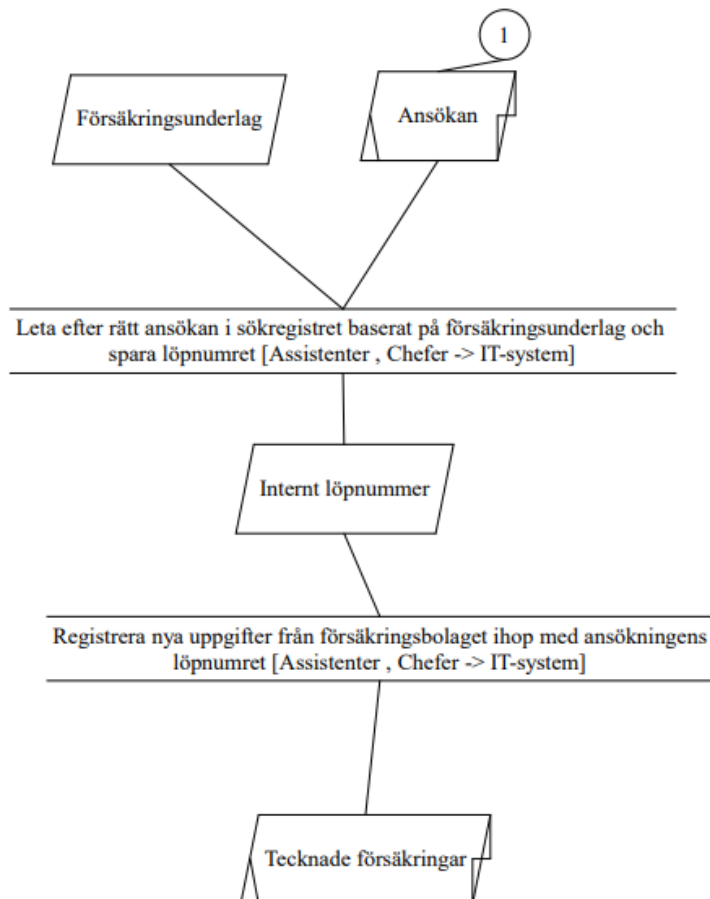 1
Försäkringsunderlag
Ansökan
Leta efter rätt ansökan i sökregistret baserat på försäkringsunderlag och
spara löpnumret [Assistenter , Chefer -> IT-system]
Internt löpnummer
Registrera nya uppgifter från försäkringsbolaget ihop med ansökningens
löpnumret [Assistenter , Chefer -> IT-system]
Tecknade försäkringar